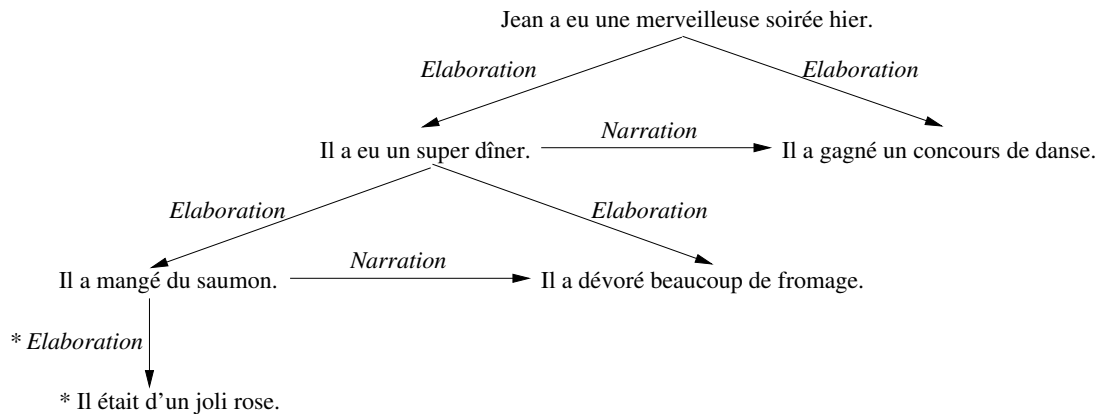 Jean a eu une merveilleuse soirée hier.
Elaboration
Elaboration
Il a eu un super dîner.
Narration
Il a gagné un concours de danse.
Elaboration
Elaboration
Il a mangé du saumon.
Narration
Il a dévoré beaucoup de fromage.
* Elaboration
* Il était d'un joli rose.